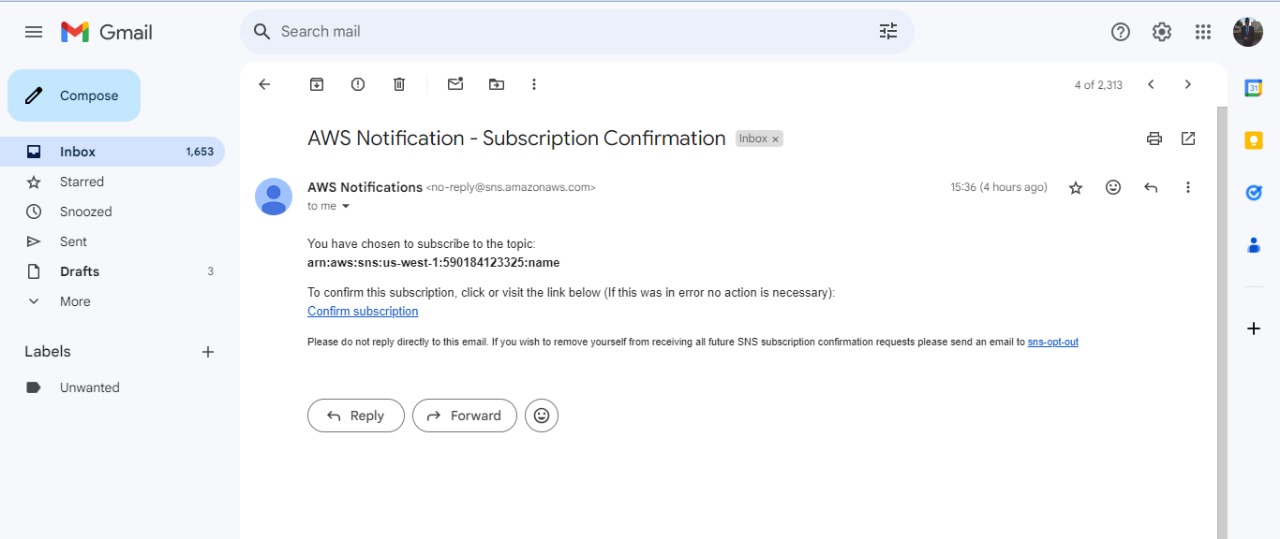 Gmail
Search mail
Compose
4 of 2,313
Inbox 1,653
Starred
Snoozed
Sent
Drafts 3
More
Labels
Unwanted
AWS Notification - Subscription Confirmation Inbox ×
AWS Notifications <no-reply@sns.amazonaws.com> 15:36 (4 hours ago)
to me
You have chosen to subscribe to the topic:
arn:aws:sns:us-west-1:590184123325:name
To confirm this subscription, click or visit the link below (If this was in error no action is necessary):
Confirm subscription
Please do not reply directly to this email. If you wish to remove yourself from receiving all future SNS subscription confirmation requests please send an email to sns-opt-out
Reply Forward
31